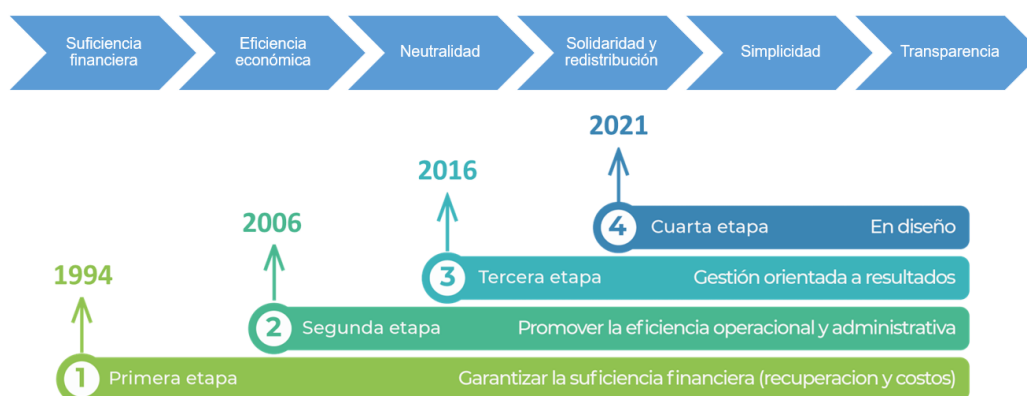 Suficiencia
financiera
Eficiencia
económica
Neutralidad
Solidaridad y
redistribución
Simplicidad
Transparencia
2021
4 Cuarta etapa En diseño
2016
3 Tercera etapa Gestión orientada a resultados
2006
2 Segunda etapa Promover la eficiencia operacional y administrativa
1994
1 Primera etapa Garantizar la suficiencia financiera (recuperacion y costos)